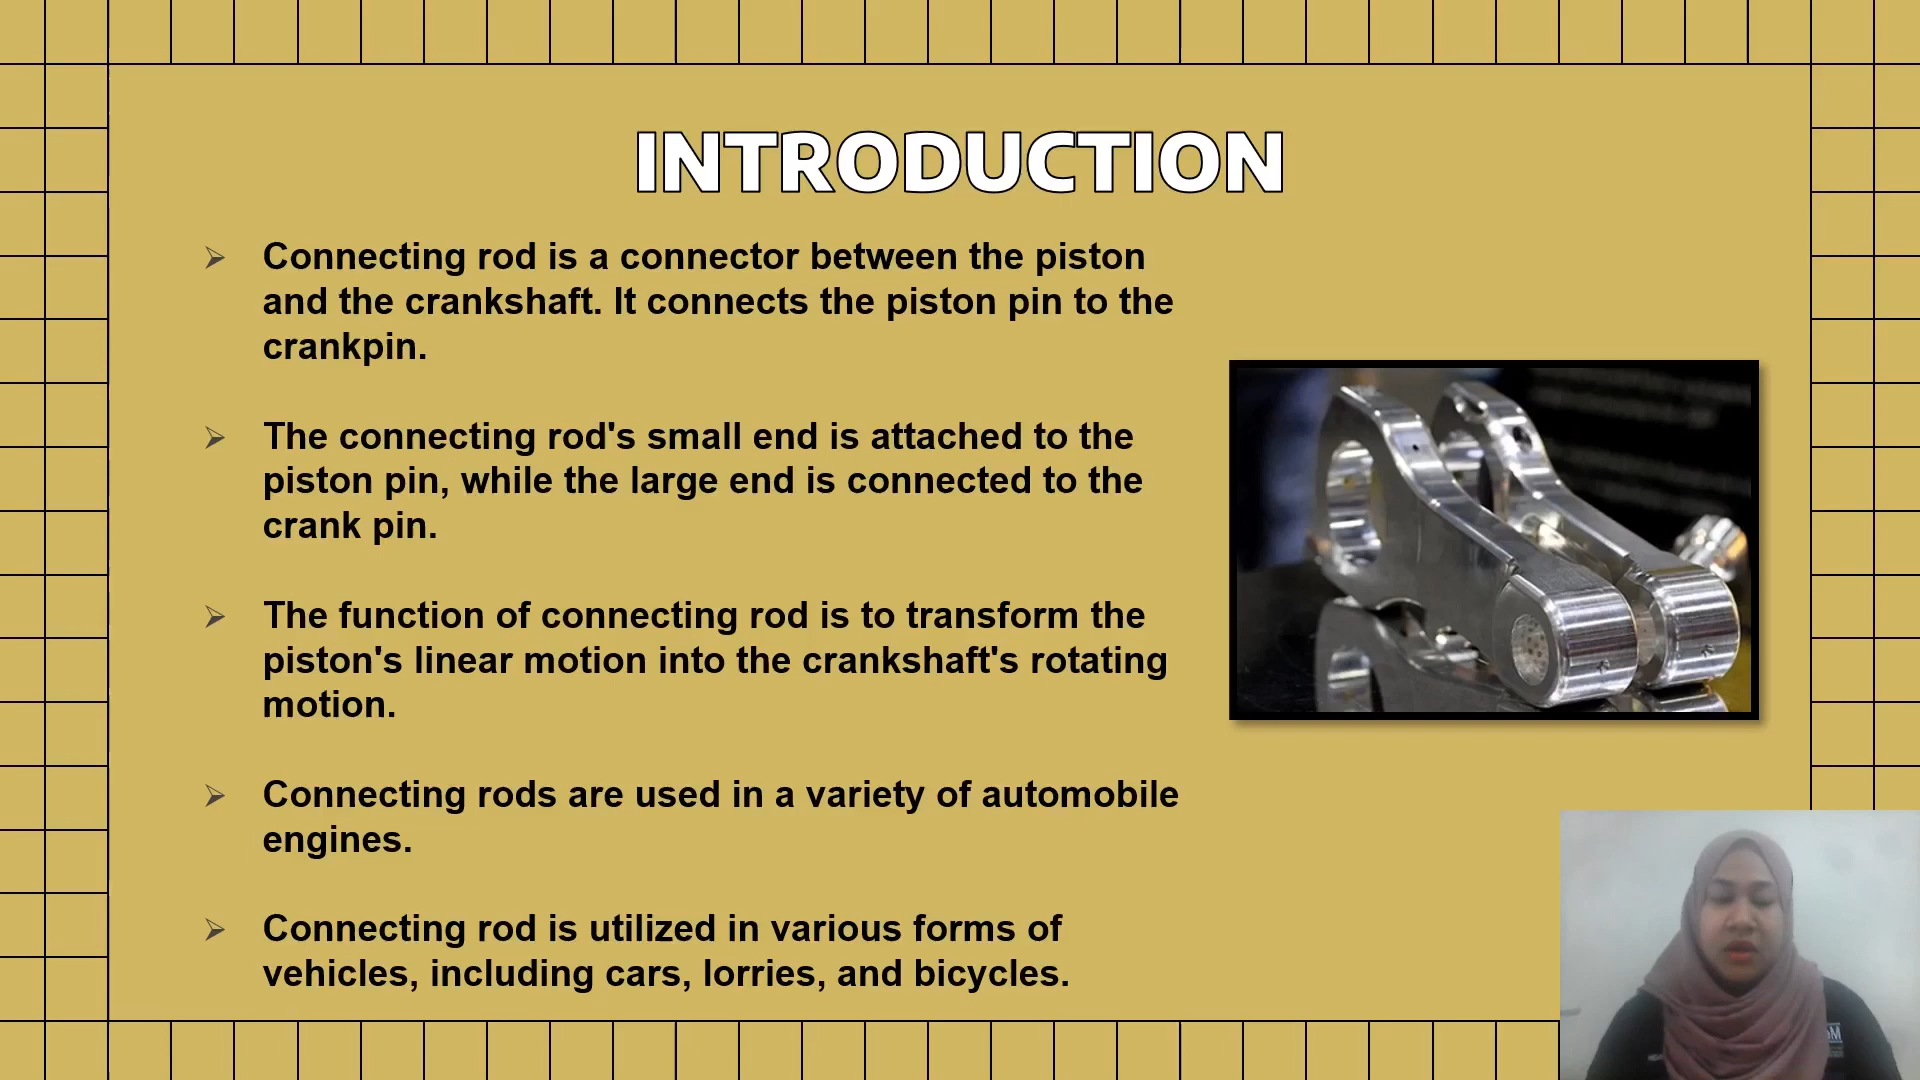 INTRODUCTION
Connecting rod is a connector between the piston
and the crankshaft. It connects the piston pin to the
crankpin.
The connecting rod's small end is attached to the
piston pin, while the large end is connected to the
crank pin.
The function of connecting rod is to transform the
piston's linear motion into the crankshaft's rotating
motion.
Connecting rods are used in a variety of automobile
engines.
Connecting rod is utilized in various forms of
vehicles, including cars, lorries, and bicycles.